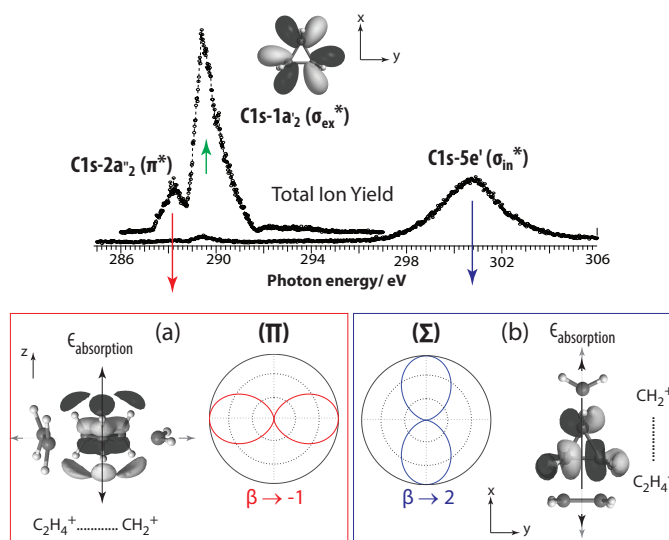 x
y
C1s-1a'₂ (σₑₓ*)
C1s-2a"₂ (π*)
C1s-5e' (σᵢₙ*)
Total Ion Yield
286 290 294 298 302 306
Photon energy/ eV
(a) (Π)
ϵabsorption
z
β → -1
C₂H₄⁺............ CH₂⁺
(Σ) (b)
ϵabsorption
CH₂⁺
C₂H₄⁺
β → 2
x
y